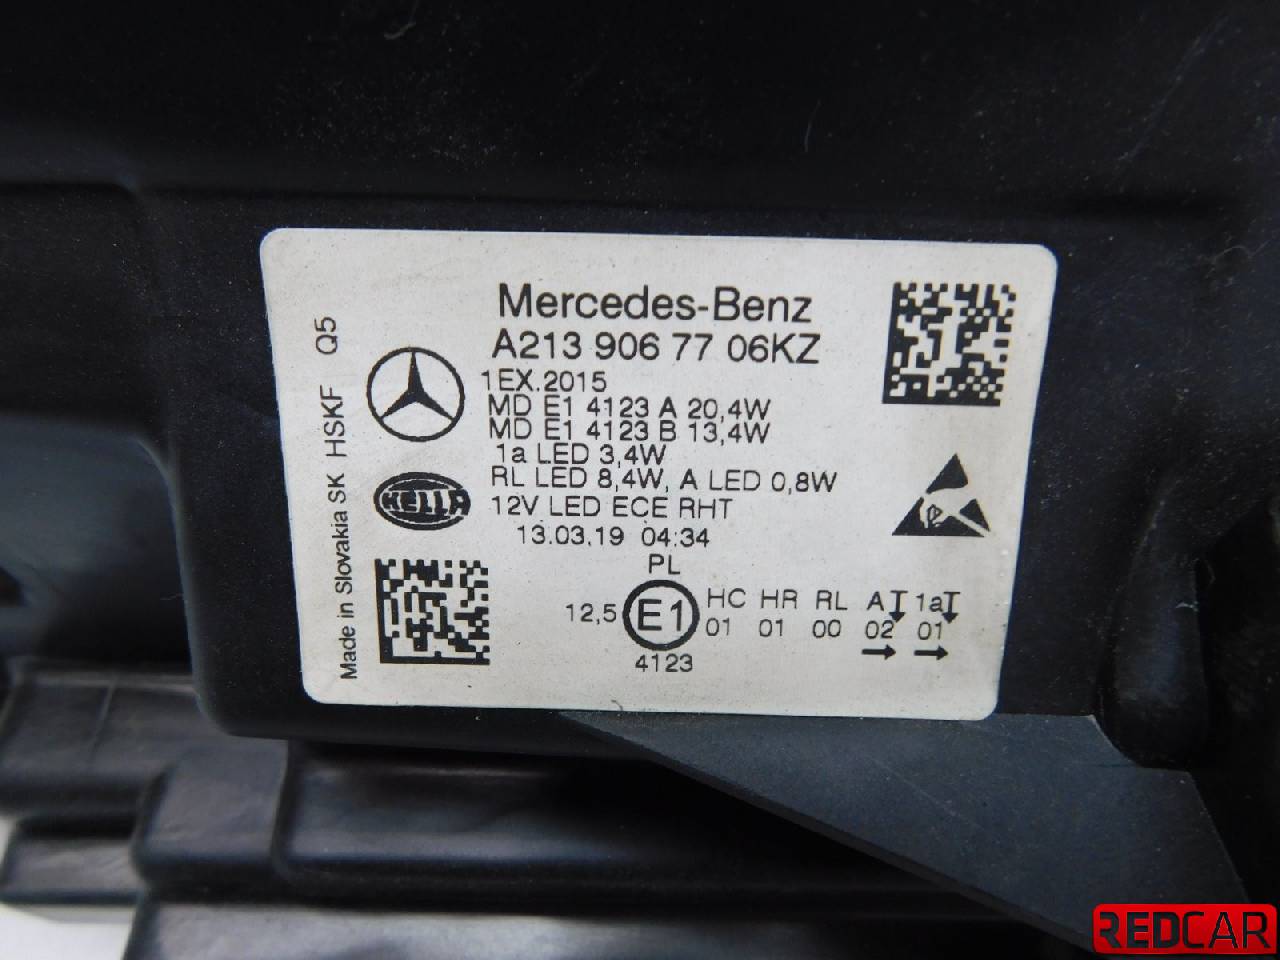 Mercedes-Benz
A213 906 77 06KZ
1EX.2015
MD E1 4123 A 20,4W
MD E1 4123 B 13,4W
1a LED 3,4W
RL LED 8,4W, A LED 0,8W
12V LED ECE RHT
13.03.19 04:34
PL
12,5 E1 HC HR RL A 1a
01 01 00 02 01
4123
HELLA
Made in Slovakia SK HSKF Q5
REDCAR